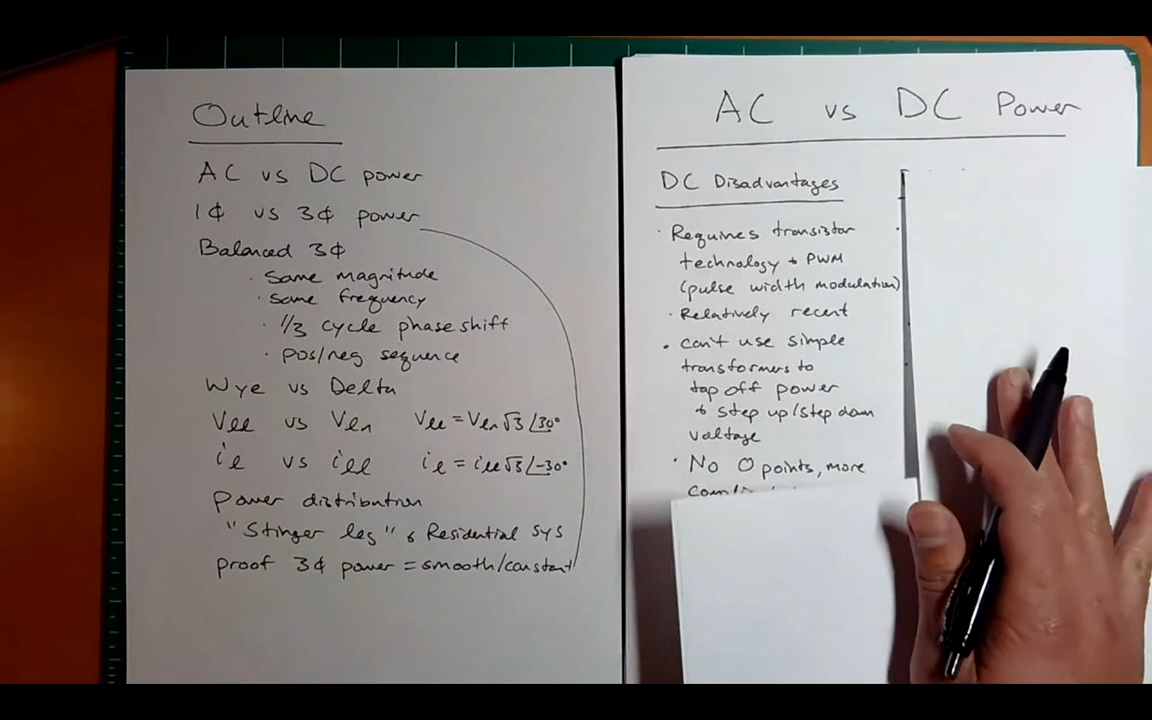 Outline
AC vs DC power
1¢ vs 3¢ power
Balanced 3¢
· Same magnitude
· Same frequency
· 1/3 cycle phase shift
· pos/neg sequence
Wye vs Delta
Vll vs Vln Vll = Vln√3∠30°
il vs ill il = ill√3∠-30°
Power distribution
"Stinger leg" & Residential sys
proof 3¢ power = smooth/constant
AC vs DC Power
DC Disadvantages
· Requires transistor
technology + PWM
(pulse width modulation)
· Relatively recent
· can't use simple
transformers to
tap off power
+ step up/step down
voltage
· No 0 points, more